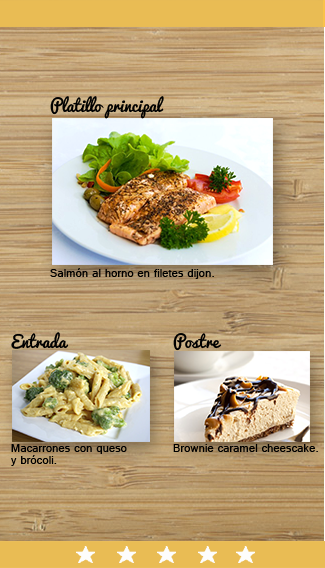 Platillo principal
Salmón al horno en filetes dijon.
Entrada
Macarrones con queso
y brócoli.
Postre
Brownie caramel cheescake.